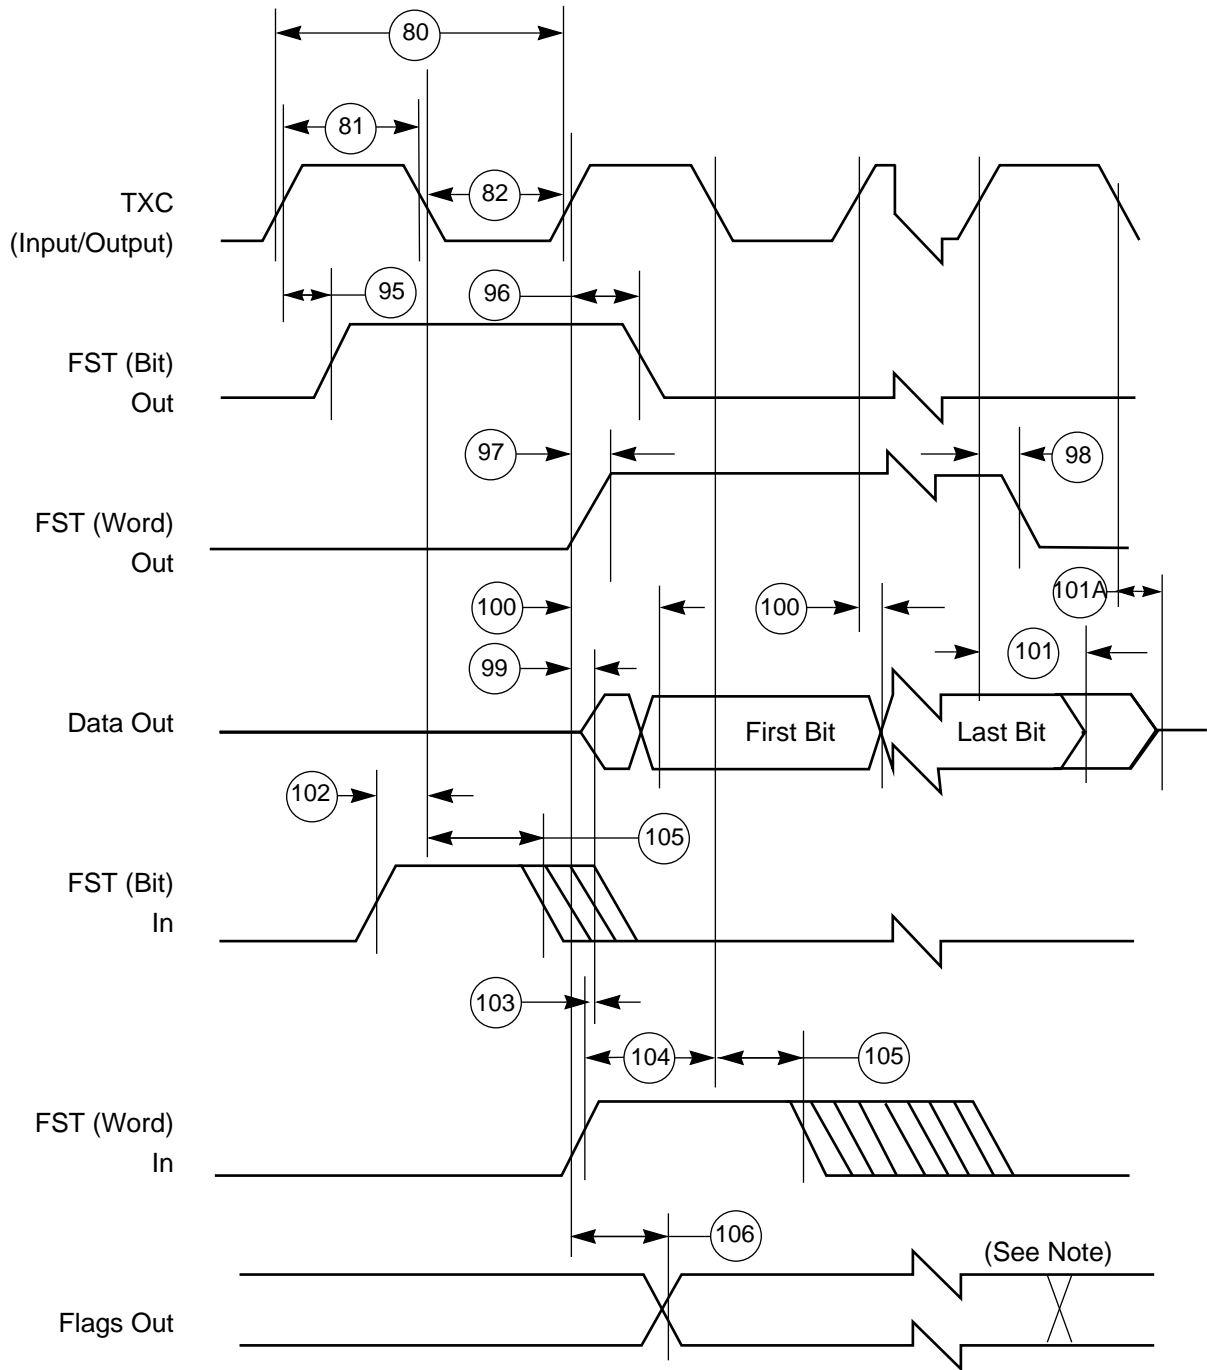 80
81
82
TXC
(Input/Output)
95
96
FST (Bit)
Out
97
98
FST (Word)
Out
101A
100
100
101
99
Data Out
First Bit
Last Bit
102
105
FST (Bit)
In
103
104
105
FST (Word)
In
106
(See Note)
Flags Out